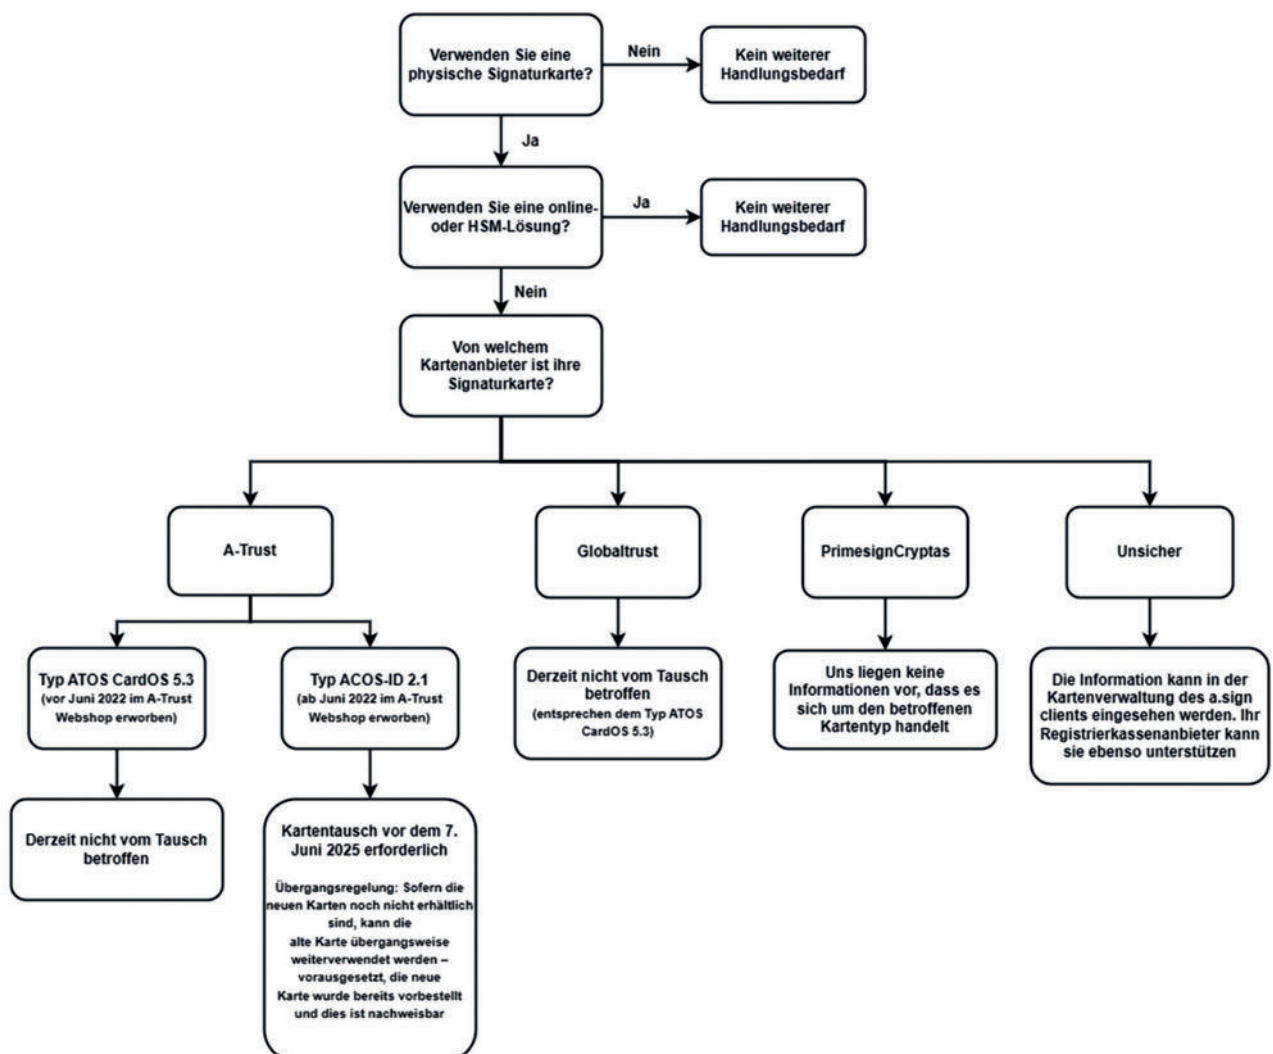 Verwenden Sie eine
physische Signaturkarte?
Nein
Kein weiterer
Handlungsbedarf
Ja
Verwenden Sie eine online-
oder HSM-Lösung?
Ja
Kein weiterer
Handlungsbedarf
Nein
Von welchem
Kartenanbieter ist ihre
Signaturkarte?
A-Trust
Globaltrust
PrimesignCryptas
Unsicher
Typ ATOS CardOS 5.3
(vor Juni 2022 im A-Trust
Webshop erworben)
Typ ACOS-ID 2.1
(ab Juni 2022 im A-Trust
Webshop erworben)
Derzeit nicht vom Tausch
betroffen
(entsprechen dem Typ ATOS
CardOS 5.3)
Uns liegen keine
Informationen vor, dass es
sich um den betroffenen
Kartentyp handelt
Die Information kann in der
Kartenverwaltung des a.sign
clients eingesehen werden. Ihr
Registrierkassenanbieter kann
sie ebenso unterstützen
Derzeit nicht vom Tausch
betroffen
Kartentausch vor dem 7.
Juni 2025 erforderlich
Übergangsregelung: Sofern die
neuen Karten noch nicht erhältlich
sind, kann die
alte Karte übergangsweise
weiterverwendet werden –
vorausgesetzt, die neue
Karte wurde bereits vorbestellt
und dies ist nachweisbar